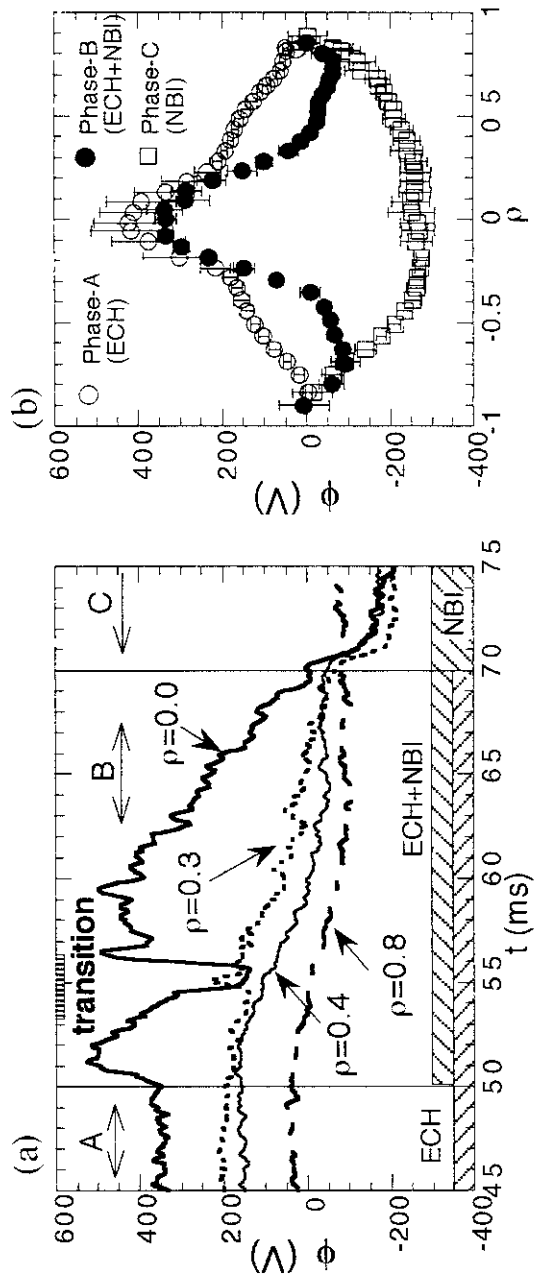 (a)
600
400
200
0
-200
-400
φ (V)
A
B
C
transition
ρ=0.0
ρ=0.3
ρ=0.4
ρ=0.8
ECH
ECH+NBI
NBI
45
50
55
60
65
70
75
t (ms)
(b)
600
400
200
0
-200
-400
φ (V)
Phase-A
(ECH)
Phase-B
(ECH+NBI)
Phase-C
(NBI)
-1
-0.5
0
0.5
1
ρ